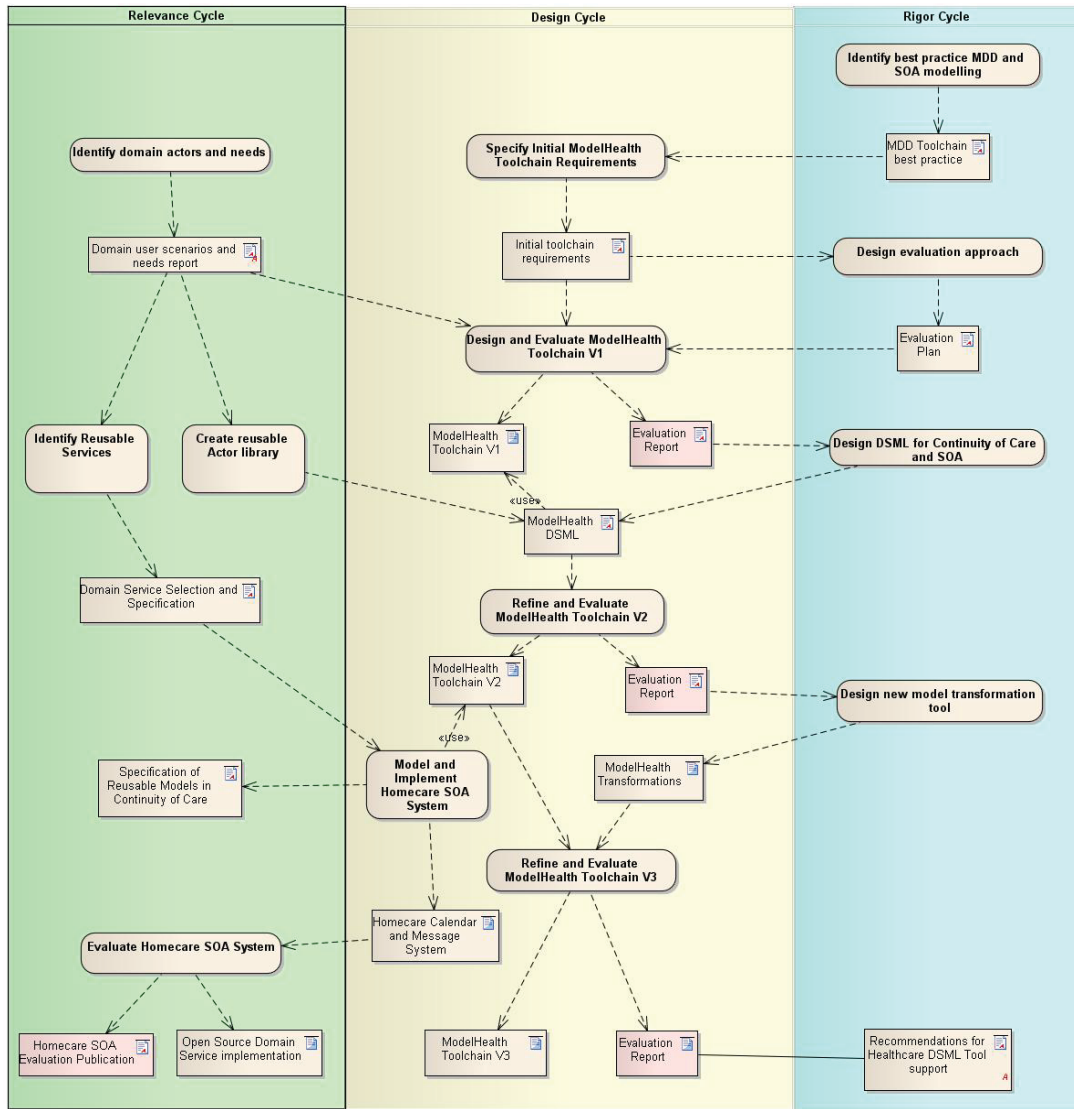 Relevance Cycle
Design Cycle
Rigor Cycle
Identify best practice MDD and
SOA modelling
Identify domain actors and needs
Specify Initial ModelHealth
Toolchain Requirements
MDD Toolchain
best practice
Domain user scenarios and
needs report
A
Initial toolchain
requirements
Design evaluation approach
Design and Evaluate ModelHealth
Toolchain V1
Evaluation
Plan
Identify Reusable
Services
Create reusable
Actor library
ModelHealth
Toolchain V1
Evaluation
Report
Design DSML for Continuity of Care
and SOA
«use»
ModelHealth
DSML
Domain Service Selection and
Specification
Refine and Evaluate
ModelHealth Toolchain V2
ModelHealth
Toolchain V2
Evaluation
Report
Design new model transformation
tool
«use»
Specification of
Reusable Models in
Continuity of Care
Model and
Implement
Homecare SOA
System
ModelHealth
Transformations
Refine and Evaluate
ModelHealth Toolchain V3
Homecare Calendar
and Message
System
Evaluate Homecare SOA System
Homecare SOA
Evaluation Publication
Open Source Domain
Service implementation
ModelHealth
Toolchain V3
Evaluation
Report
Recommendations for
Healthcare DSML Tool
support
A